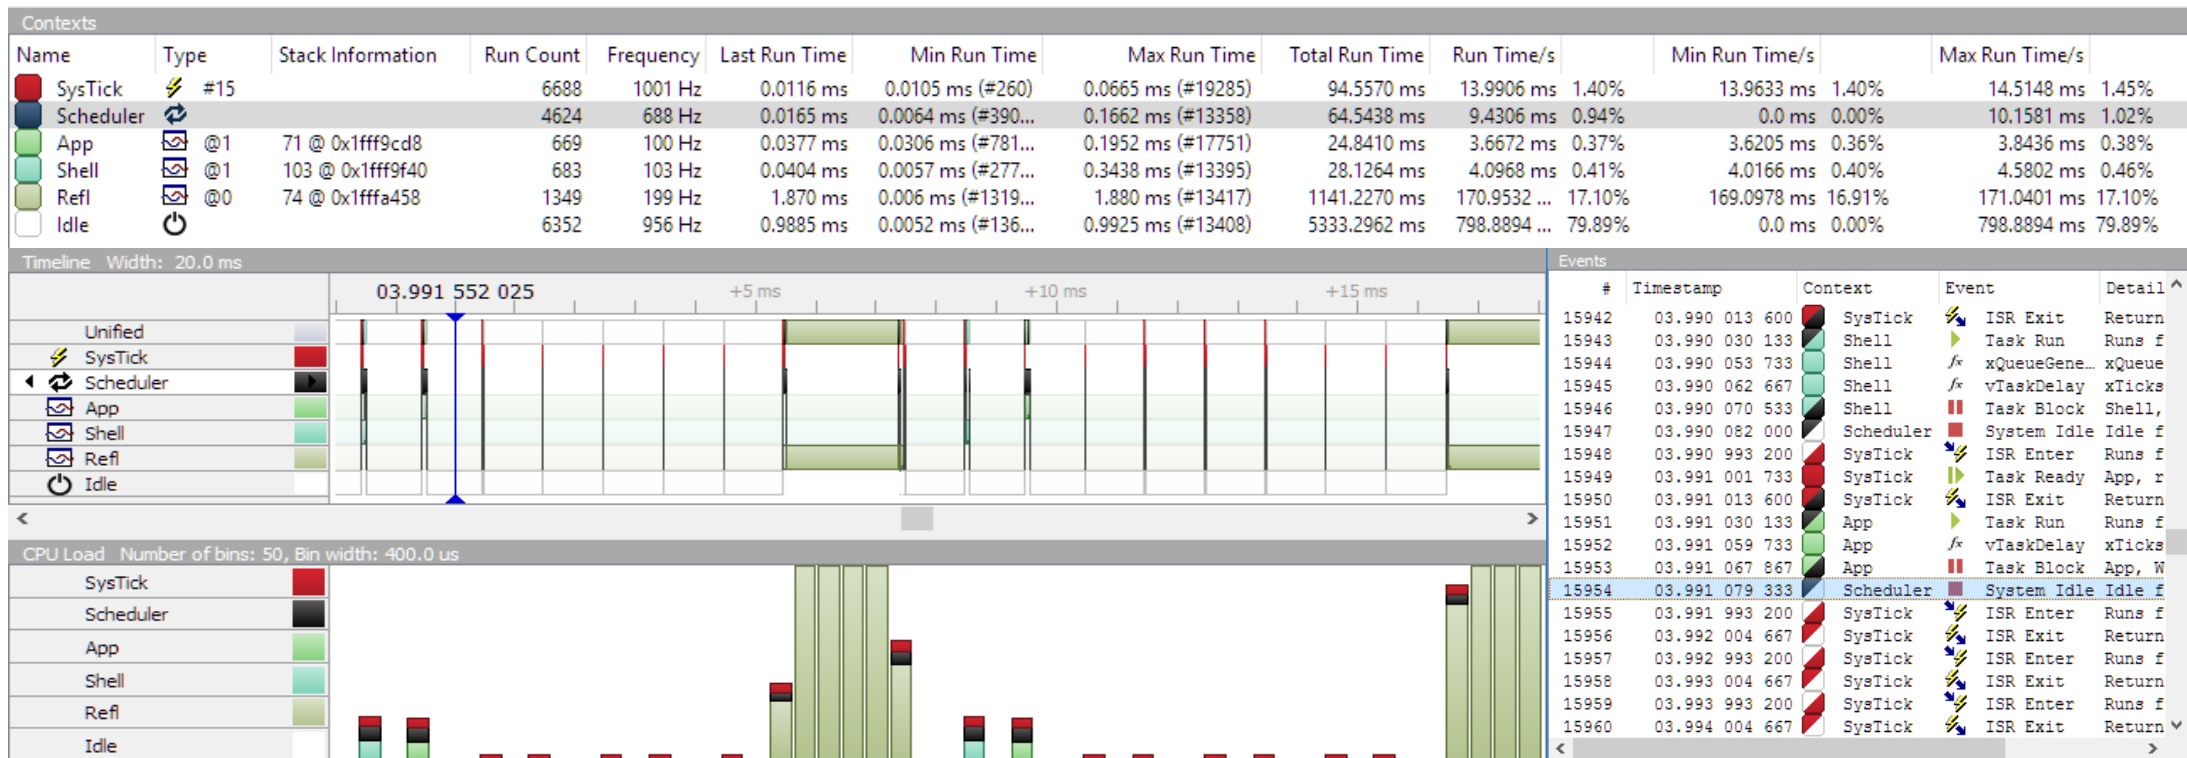 Contexts
Name Type Stack Information Run Count Frequency Last Run Time Min Run Time Max Run Time Total Run Time Run Time/s Min Run Time/s Max Run Time/s
SysTick #15 6688 1001 Hz 0.0116 ms 0.0105 ms (#260) 0.0665 ms (#19285) 94.5570 ms 13.9906 ms 1.40% 13.9633 ms 1.40% 14.5148 ms 1.45%
Scheduler 4624 688 Hz 0.0165 ms 0.0064 ms (#390... 0.1662 ms (#13358) 64.5438 ms 9.4306 ms 0.94% 0.0 ms 0.00% 10.1581 ms 1.02%
App @1 71 @ 0x1fff9cd8 669 100 Hz 0.0377 ms 0.0306 ms (#781... 0.1952 ms (#17751) 24.8410 ms 3.6672 ms 0.37% 3.6205 ms 0.36% 3.8436 ms 0.38%
Shell @1 103 @ 0x1fff9f40 683 103 Hz 0.0404 ms 0.0057 ms (#277... 0.3438 ms (#13395) 28.1264 ms 4.0968 ms 0.41% 4.0166 ms 0.40% 4.5802 ms 0.46%
Refl @0 74 @ 0x1fffa458 1349 199 Hz 1.870 ms 0.006 ms (#1319... 1.880 ms (#13417) 1141.2270 ms 170.9532 ... 17.10% 169.0978 ms 16.91% 171.0401 ms 17.10%
Idle 6352 956 Hz 0.9885 ms 0.0052 ms (#136... 0.9925 ms (#13408) 5333.2962 ms 798.8894 ... 79.89% 0.0 ms 0.00% 798.8894 ms 79.89%
Timeline Width: 20.0 ms
03.991 552 025 +5 ms +10 ms +15 ms
Unified
SysTick
Scheduler
App
Shell
Refl
Idle
CPU Load Number of bins: 50, Bin width: 400.0 us
SysTick
Scheduler
App
Shell
Refl
Idle
Events
# Timestamp Context Event Detail
15942 03.990 013 600 SysTick ISR Exit Return
15943 03.990 030 133 Shell Task Run Runs f
15944 03.990 053 733 Shell fx xQueueGene... xQueue
15945 03.990 062 667 Shell fx vTaskDelay xTicks
15946 03.990 070 533 Shell Task Block Shell,
15947 03.990 082 000 Scheduler System Idle Idle f
15948 03.990 993 200 SysTick ISR Enter Runs f
15949 03.991 001 733 SysTick Task Ready App, r
15950 03.991 013 600 SysTick ISR Exit Return
15951 03.991 030 133 App Task Run Runs f
15952 03.991 059 733 App fx vTaskDelay xTicks
15953 03.991 067 867 App Task Block App, W
15954 03.991 079 333 Scheduler System Idle Idle f
15955 03.991 993 200 SysTick ISR Enter Runs f
15956 03.992 004 667 SysTick ISR Exit Return
15957 03.992 993 200 SysTick ISR Enter Runs f
15958 03.993 004 667 SysTick ISR Exit Return
15959 03.993 993 200 SysTick ISR Enter Runs f
15960 03.994 004 667 SysTick ISR Exit Return